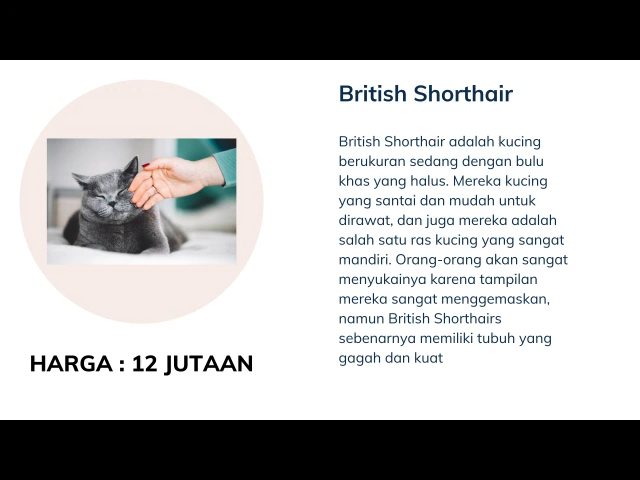 British Shorthair
British Shorthair adalah kucing
berukuran sedang dengan bulu
khas yang halus. Mereka kucing
yang santai dan mudah untuk
dirawat, dan juga mereka adalah
salah satu ras kucing yang sangat
mandiri. Orang-orang akan sangat
menyukainya karena tampilan
mereka sangat menggemaskan,
namun British Shorthairs
sebenarnya memiliki tubuh yang
gagah dan kuat
HARGA : 12 JUTAAN